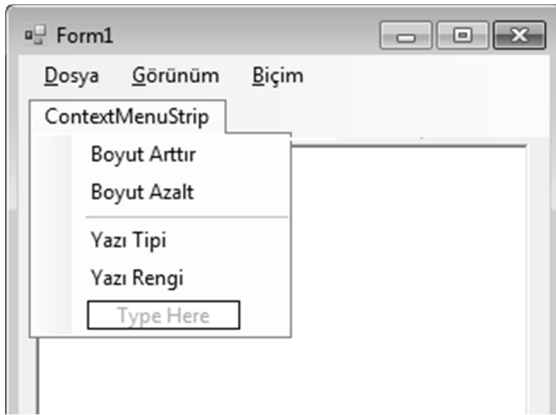 Form1
Dosya Görünüm Biçim
ContextMenuStrip
Boyut Arttır
Boyut Azalt
Yazı Tipi
Yazı Rengi
Type Here